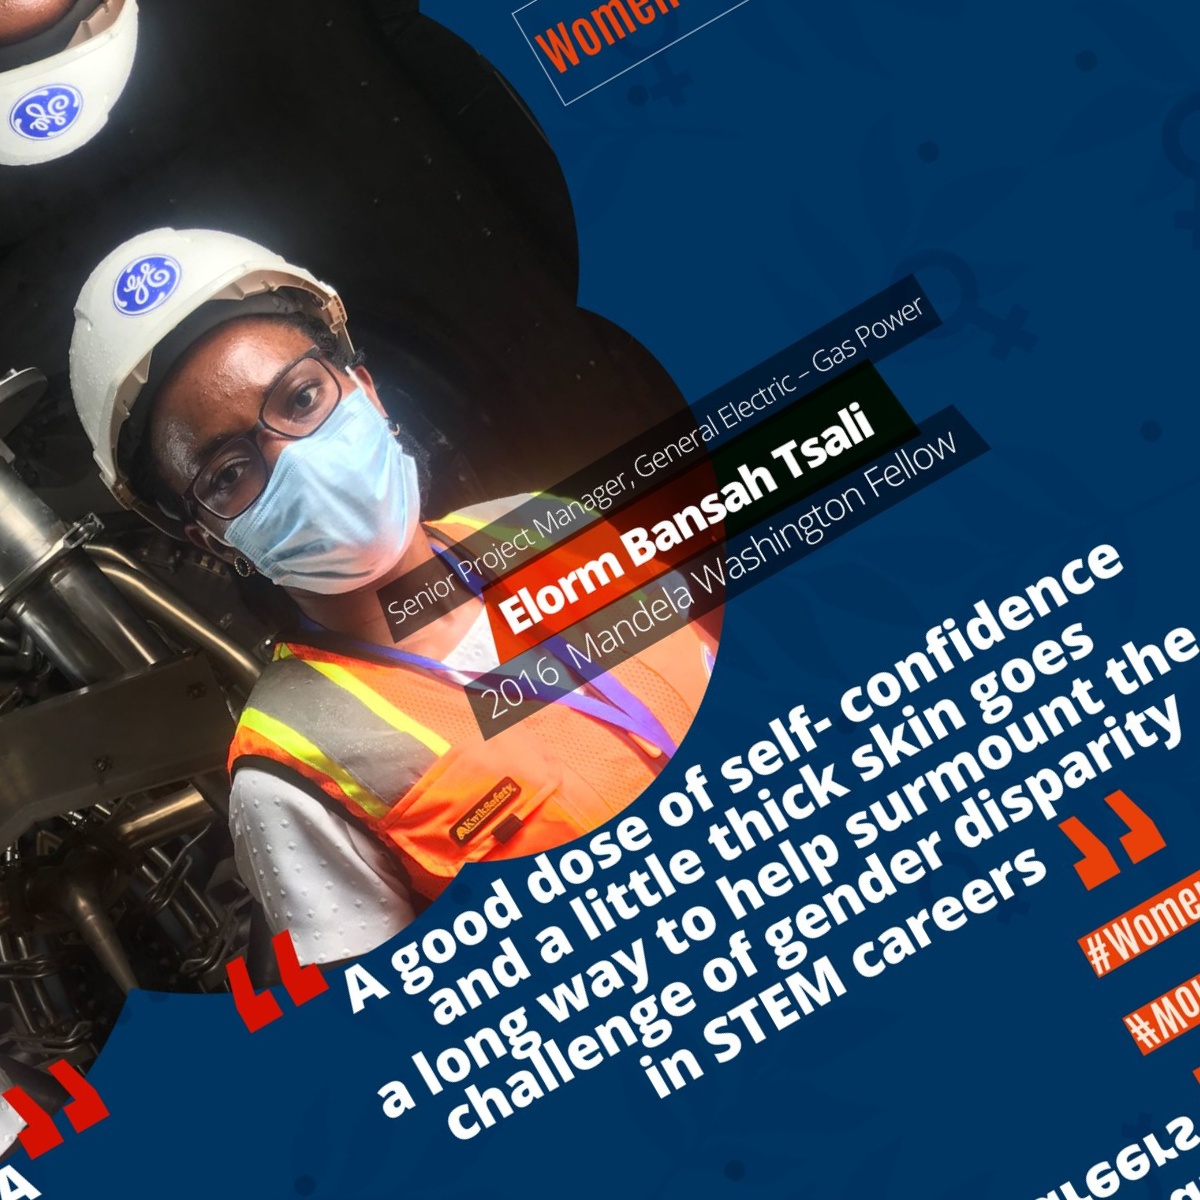 Women
Senior Project Manager, General Electric – Gas Power
Elorm Bansah Tsali
2016 Mandela Washington Fellow
KwikSafety
“ A good dose of self- confidence
and a little thick skin goes
a long way to help surmount the
challenge of gender disparity
in STEM careers ”
#Women
A